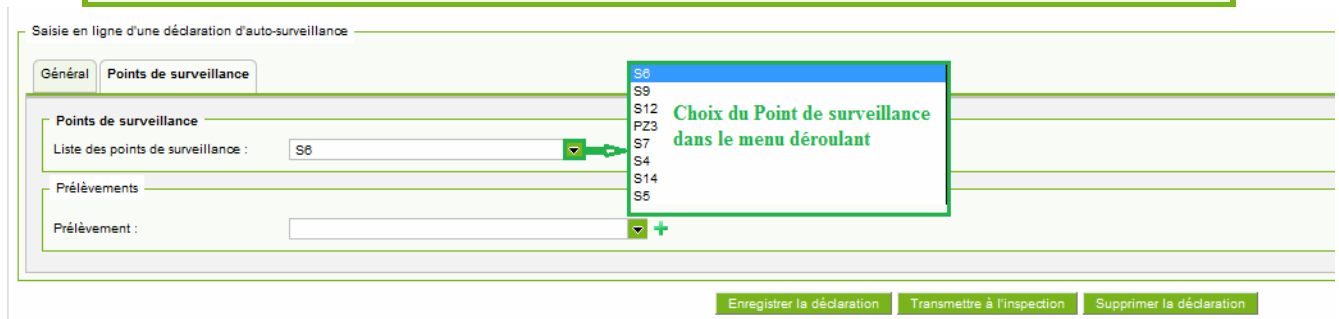 Saisie en ligne d'une déclaration d'auto-surveillance
Général
Points de surveillance
Points de surveillance
Liste des points de surveillance :
S6
S6
S9
S12
PZ3
S7
S4
S14
S5
Choix du Point de surveillance
dans le menu déroulant
Prélèvements
Prélèvement :
Enregistrer la déclaration
Transmettre à l'inspection
Supprimer la déclaration